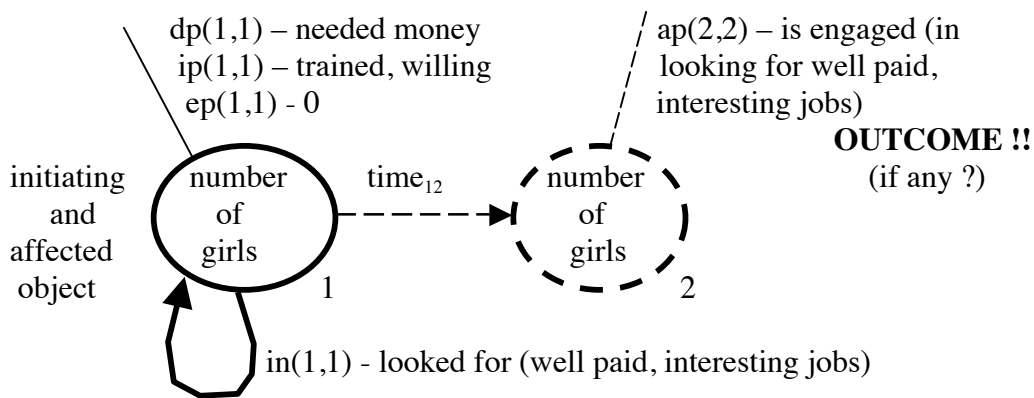 dp(1,1) – needed money
ip(1,1) – trained, willing
ep(1,1) - 0
ap(2,2) – is engaged (in
looking for well paid,
interesting jobs)
OUTCOME !!
(if any ?)
initiating
and
affected
object
number
of
girls
1
time12
number
of
girls
2
in(1,1) - looked for (well paid, interesting jobs)